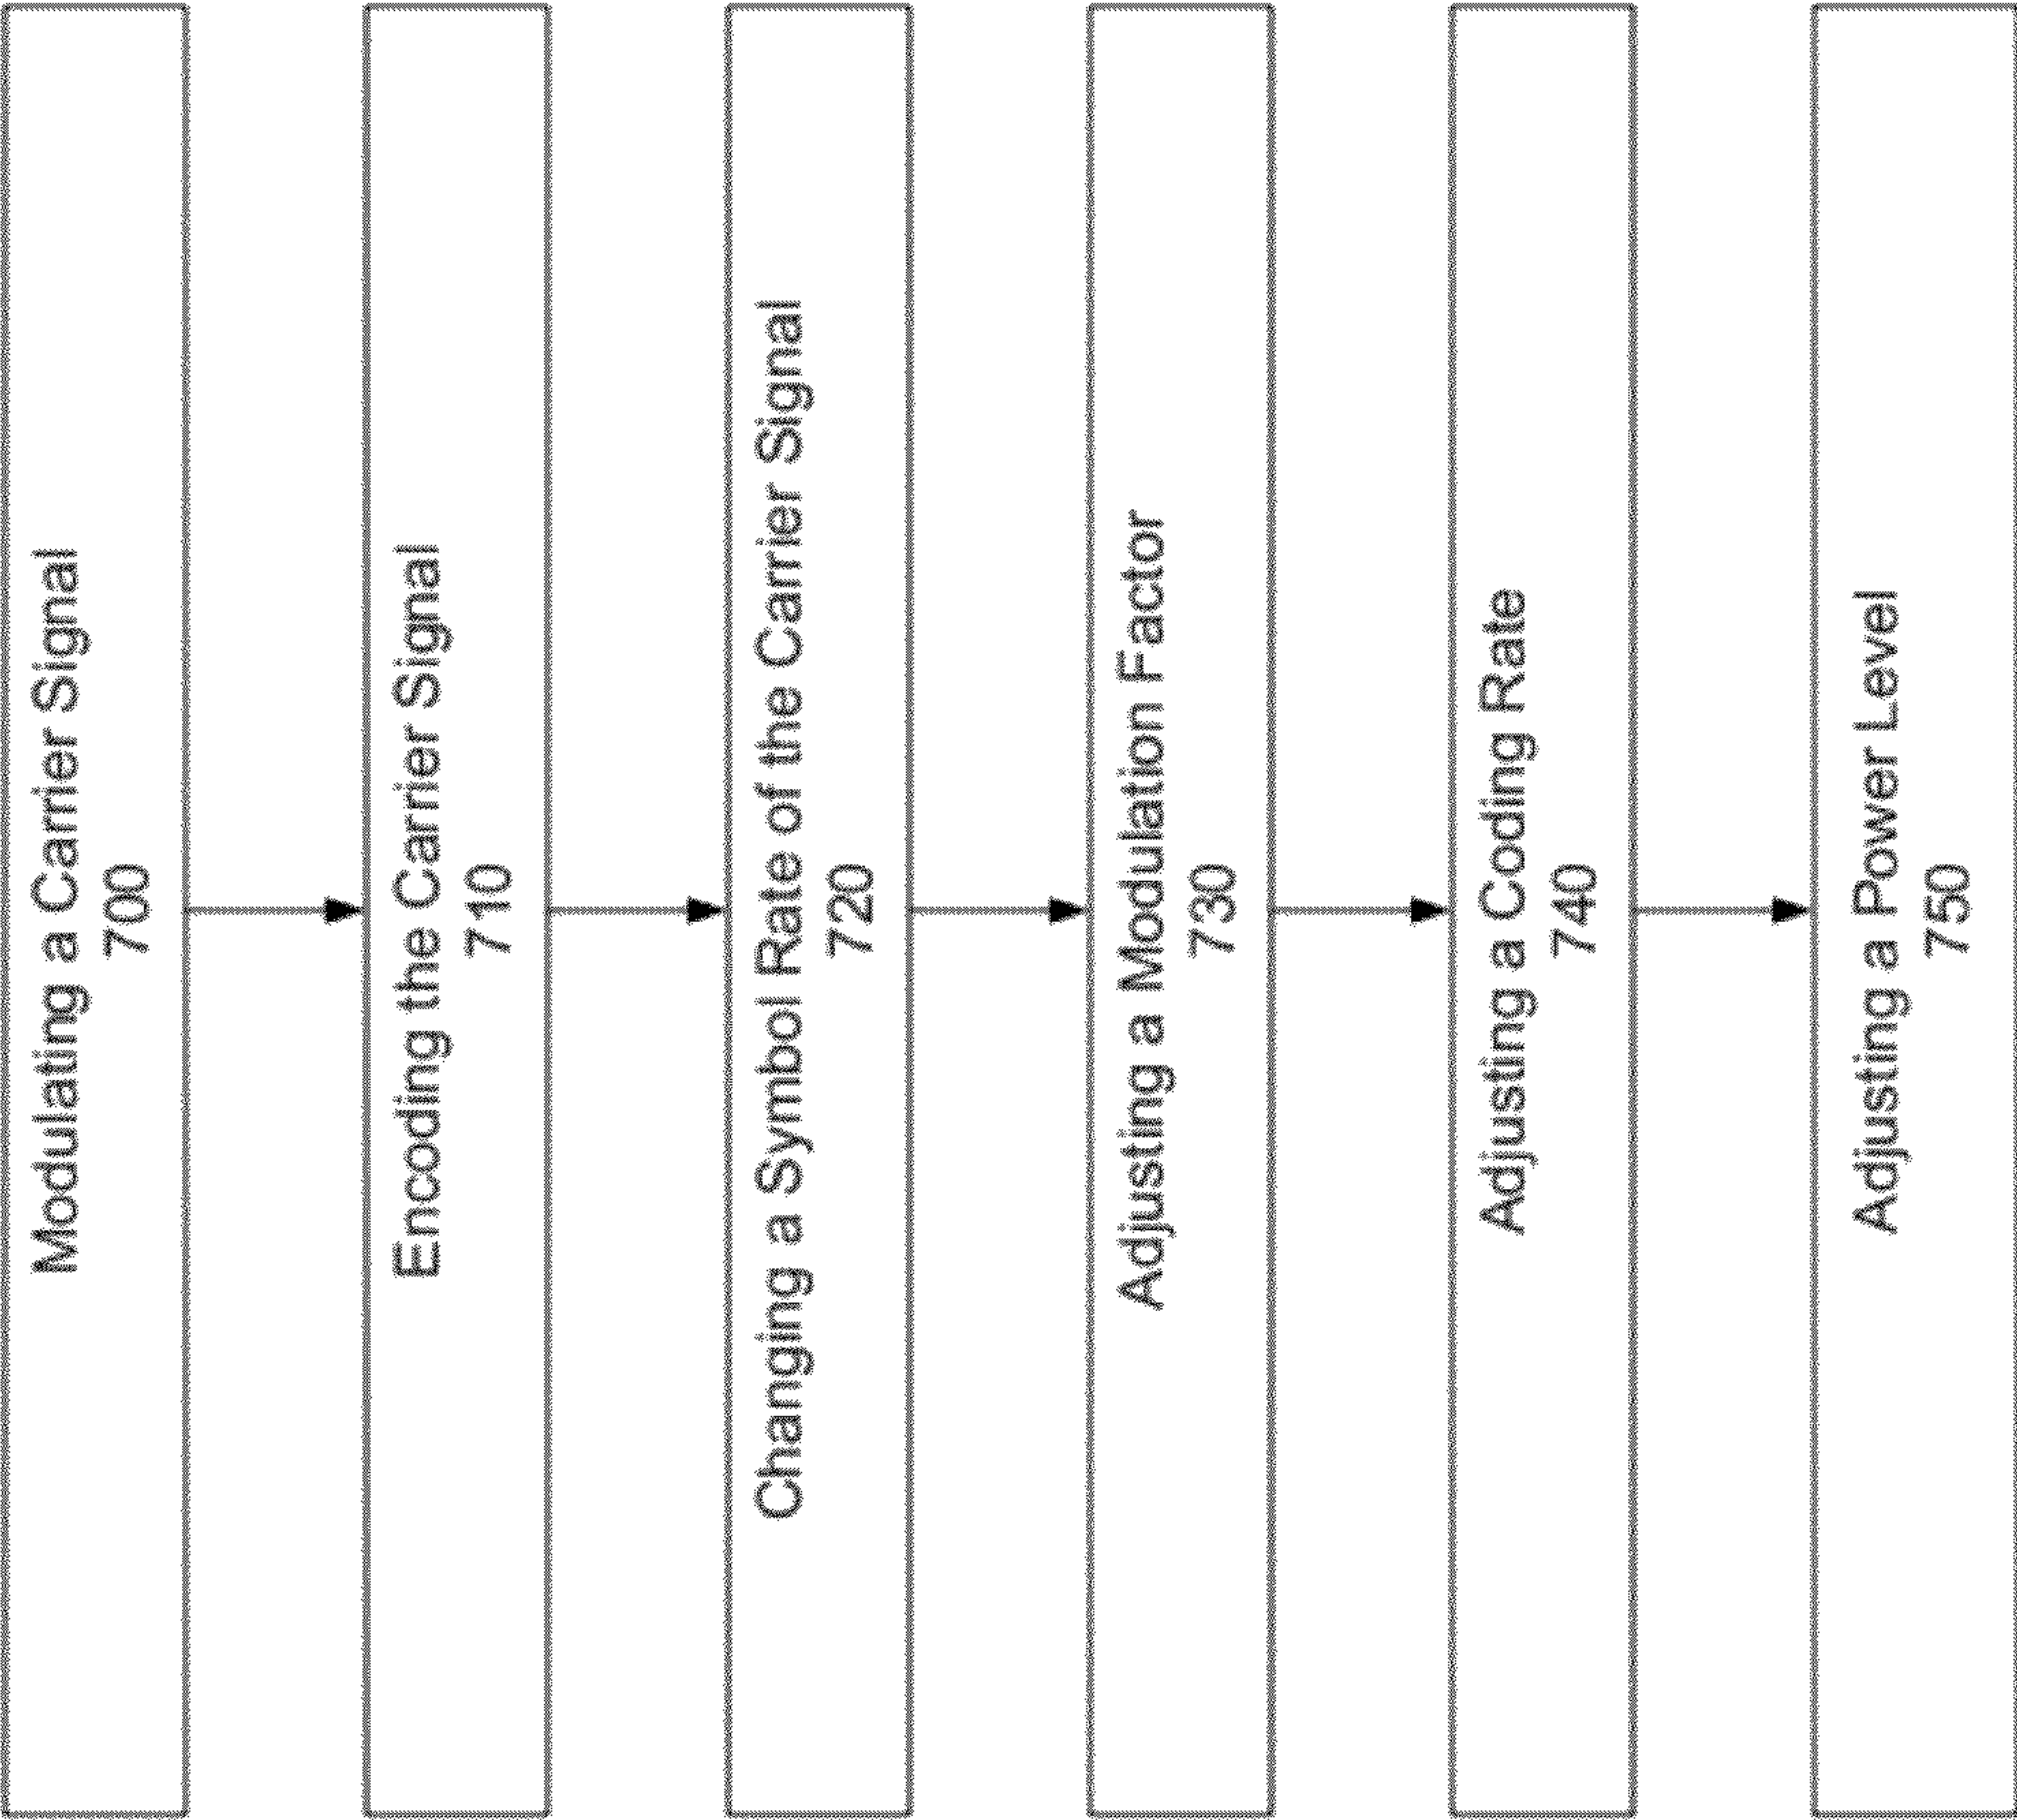 Modulating a Carrier Signal
700
Encoding the Carrier Signal
710
Changing a Symbol Rate of the Carrier Signal
720
Adjusting a Modulation Factor
730
Adjusting a Coding Rate
740
Adjusting a Power Level
750